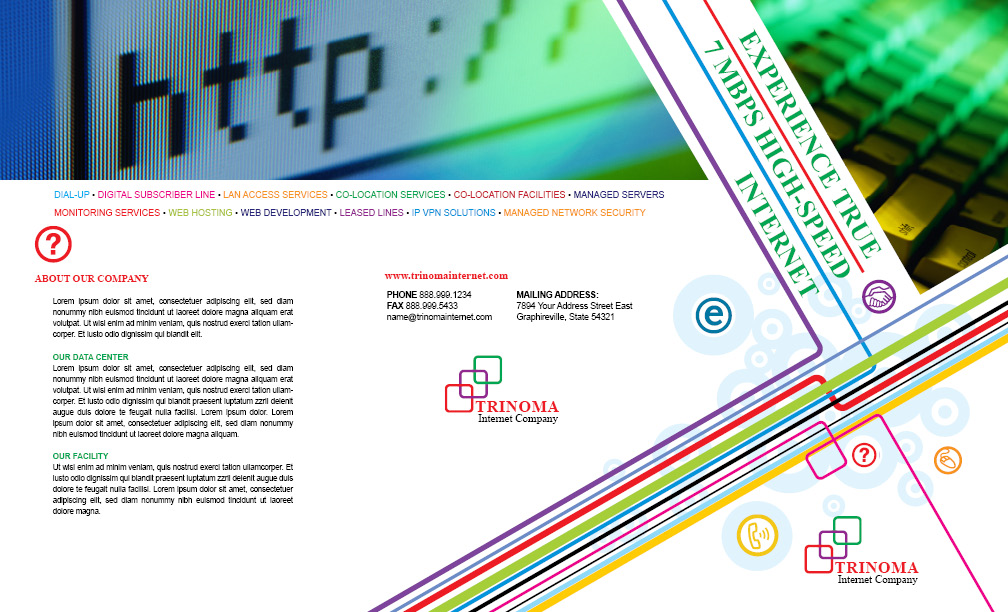 http:/
EXPERIENCE TRUE
7 MBPS HIGH-SPEED
INTERNET
DIAL-UP • DIGITAL SUBSCRIBER LINE • LAN ACCESS SERVICES • CO-LOCATION SERVICES • CO-LOCATION FACILITIES • MANAGED SERVERS
MONITORING SERVICES • WEB HOSTING • WEB DEVELOPMENT • LEASED LINES • IP VPN SOLUTIONS • MANAGED NETWORK SECURITY
?
ABOUT OUR COMPANY
Lorem ipsum dolor sit amet, consectetuer adipiscing elit, sed diam
nonummy nibh euismod tincidunt ut laoreet dolore magna aliquam erat
volutpat. Ut wisi enim ad minim veniam, quis nostrud exerci tation ullam-
corper. Et iusto odio dignissim qui blandit elit.
OUR DATA CENTER
Lorem ipsum dolor sit amet, consectetuer adipiscing elit, sed diam
nonummy nibh euismod tincidunt ut laoreet dolore magna aliquam erat
volutpat. Ut wisi enim ad minim veniam, quis nostrud exerci tation ullam-
corper. Et iusto odio dignissim qui blandit praesent luptatum zzril delenit
augue duis dolore te feugait nulla facilisi. Lorem ipsum dolor. Lorem
ipsum dolor sit amet, consectetuer adipiscing elit, sed diam nonummy
nibh euismod tincidunt ut laoreet dolore magna aliquam.
OUR FACILITY
Ut wisi enim ad minim veniam, quis nostrud exerci tation ullamcorper. Et
iusto odio dignissim qui blandit praesent luptatum zzril delenit augue duis
dolore te feugait nulla facilisi. Lorem ipsum dolor sit amet, consectetuer
adipiscing elit, sed diam nonummy nibh euismod tincidunt ut laoreet
dolore magna.
www.trinomainternet.com
PHONE 888.999.1234
FAX 888.999.5433
name@trinomainternet.com
MAILING ADDRESS:
7894 Your Address Street East
Graphireville, State 54321
TRINOMA
Internet Company
e
?
TRINOMA
Internet Company